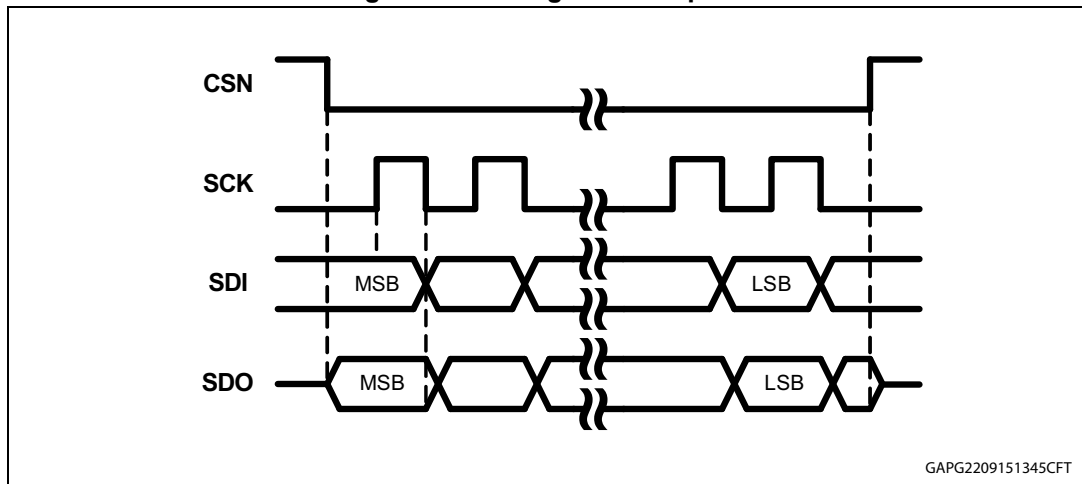 CSN
SCK
SDI MSB LSB
SDO MSB LSB
GAPG2209151345CFT